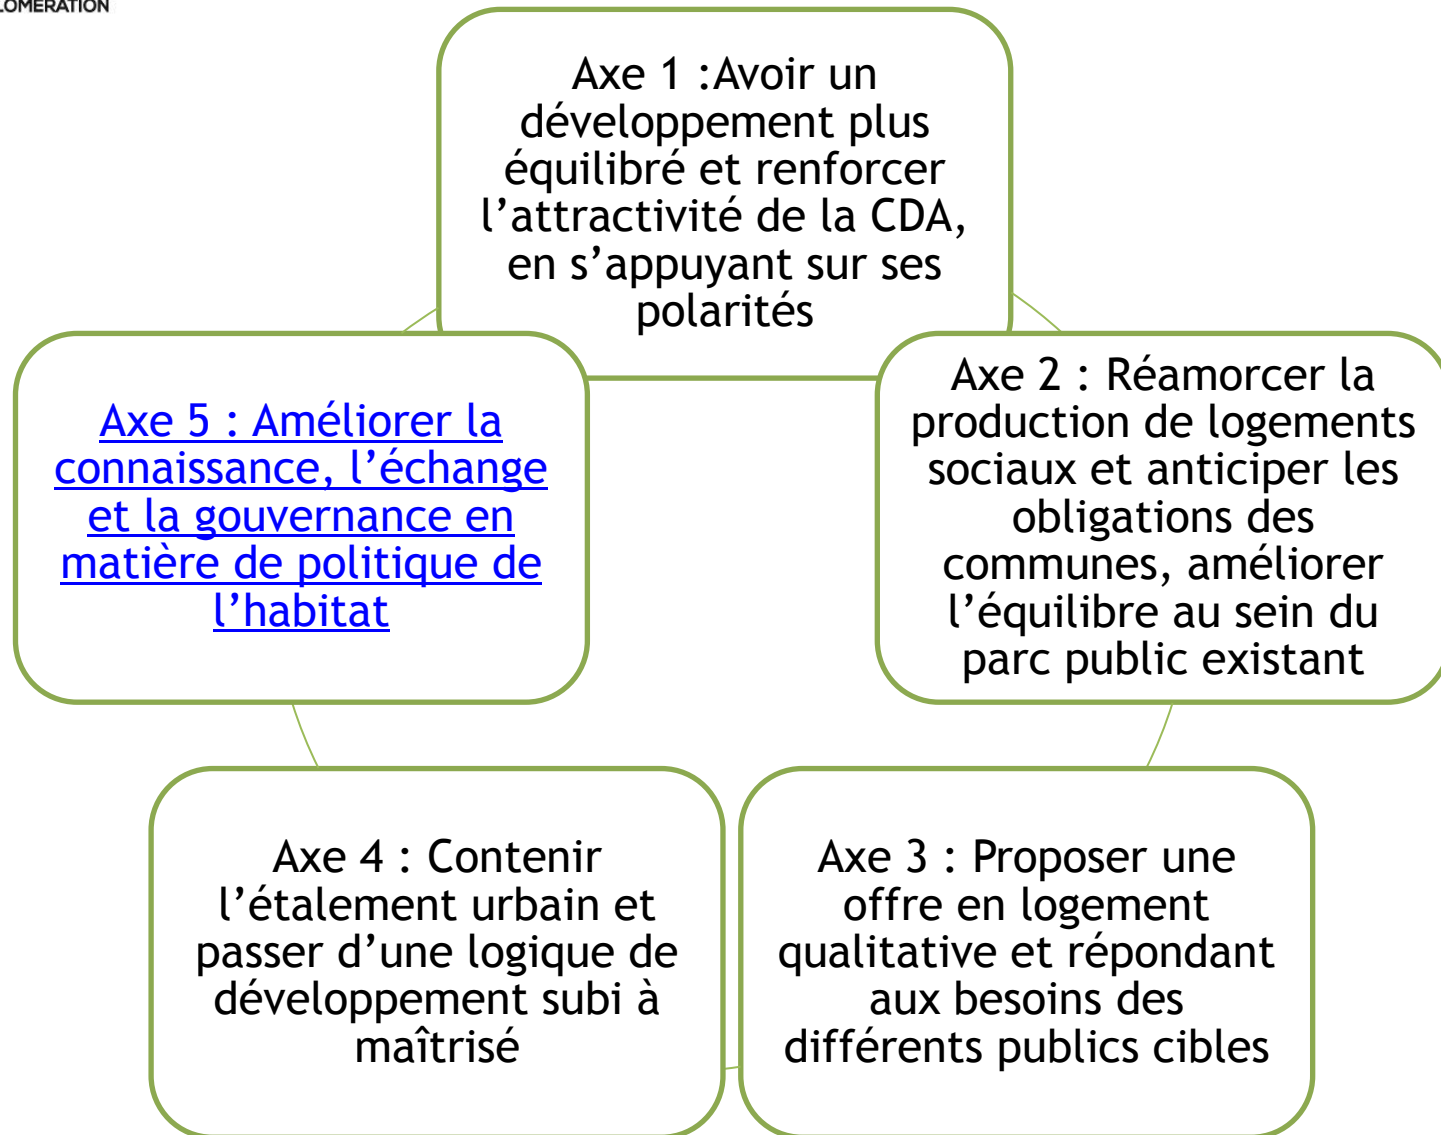 LOMÉRATION
Axe 1 :Avoir un
développement plus
équilibré et renforcer
l’attractivité de la CDA,
en s’appuyant sur ses
polarités
Axe 2 : Réamorcer la
production de logements
sociaux et anticiper les
obligations des
communes, améliorer
l’équilibre au sein du
parc public existant
Axe 3 : Proposer une
offre en logement
qualitative et répondant
aux besoins des
différents publics cibles
Axe 4 : Contenir
l’étalement urbain et
passer d’une logique de
développement subi à
maîtrisé
Axe 5 : Améliorer la
connaissance, l’échange
et la gouvernance en
matière de politique de
l’habitat